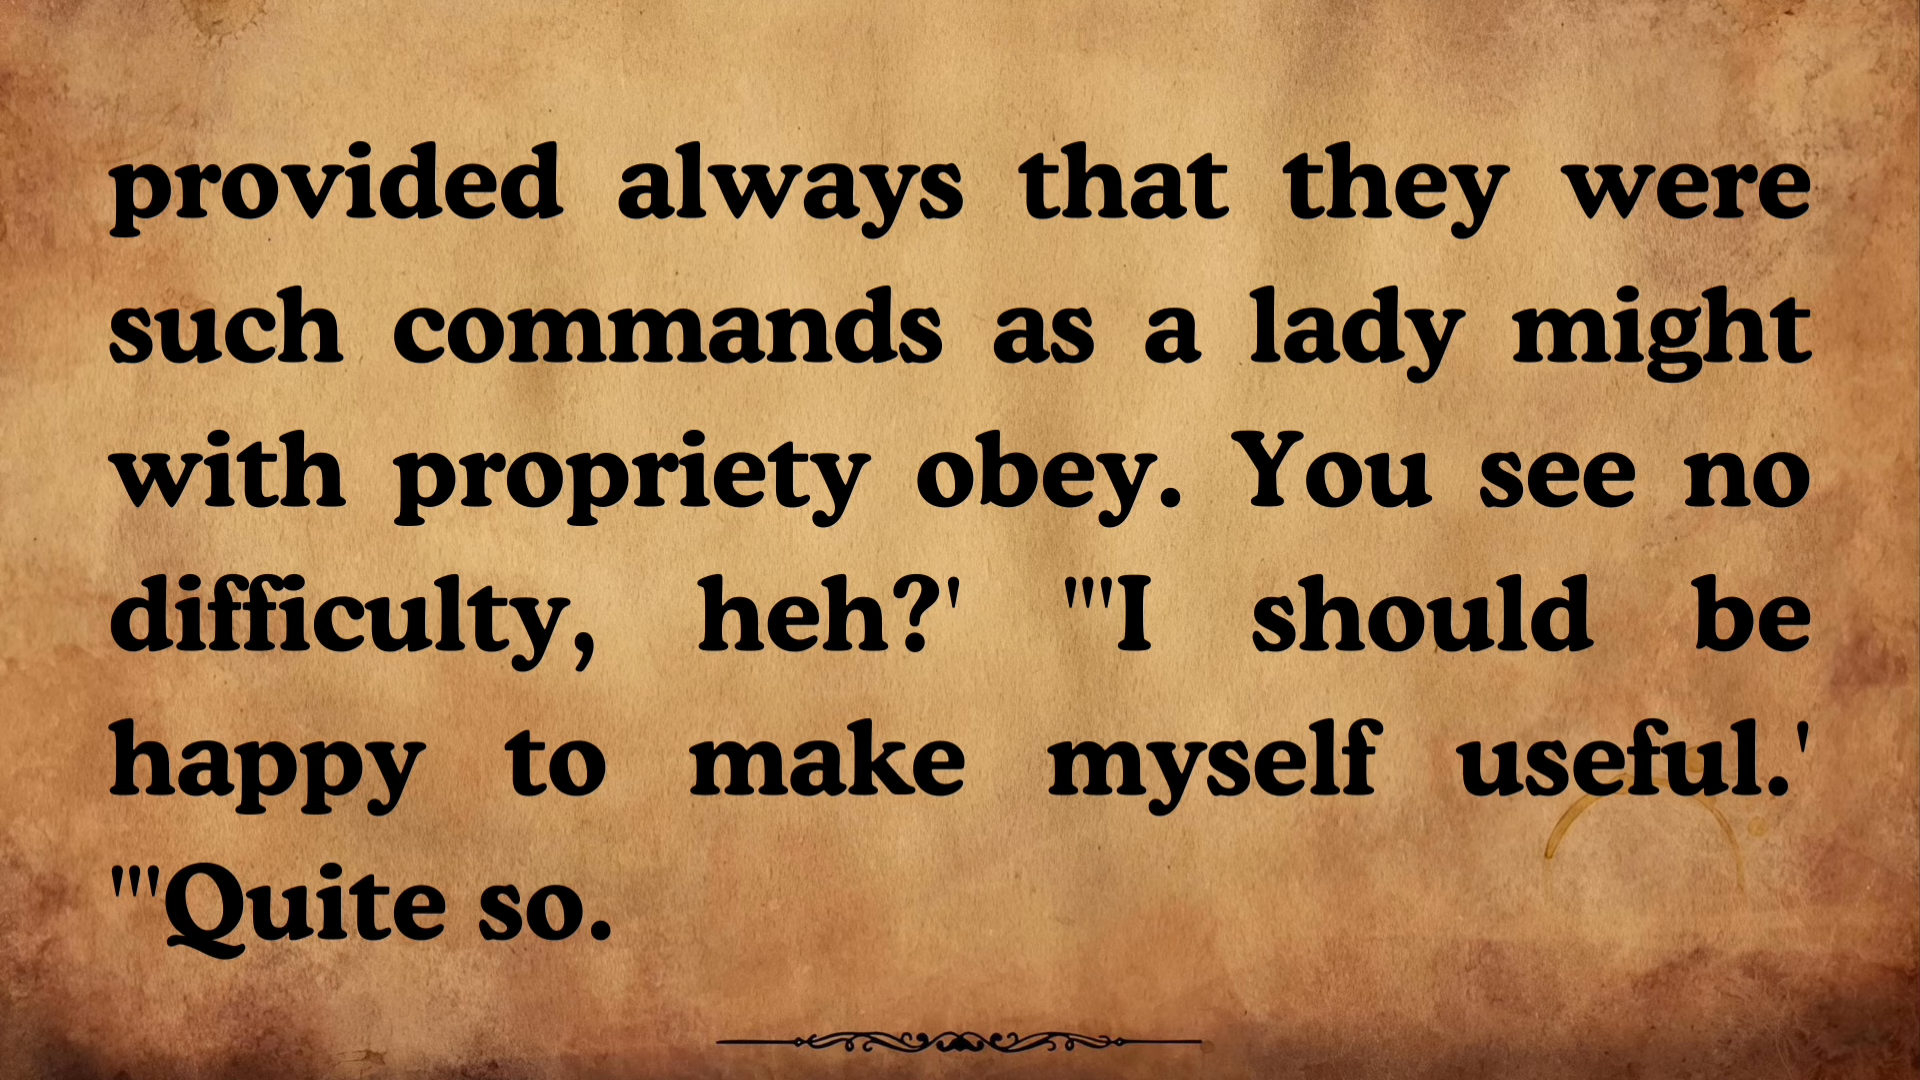 provided always that they were
such commands as a lady might
with propriety obey. You see no
difficulty, heh?' "'I should be
happy to make myself useful.'
"'Quite so.